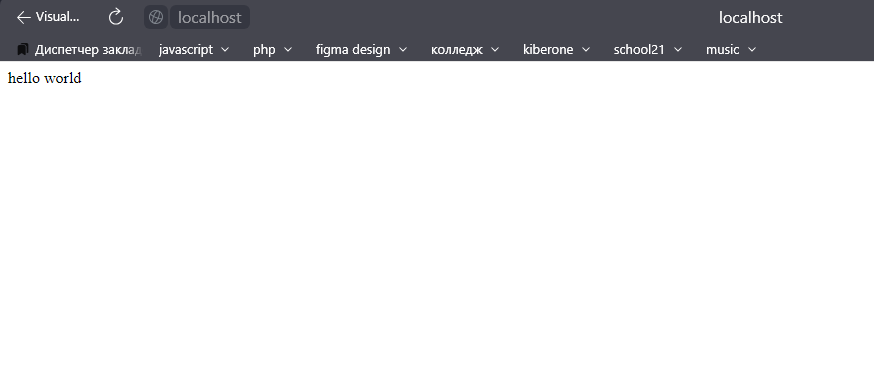 Visual... localhost localhost
Диспетчер заклад javascript php figma design колледж kiberone school21 music
hello world